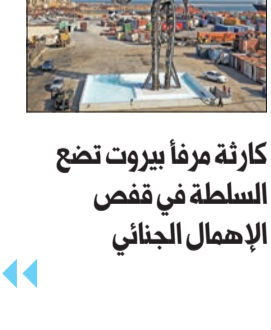 كارثة مرفأ بيروت تضع
السلطة في قفص
الإهمال الجنائي